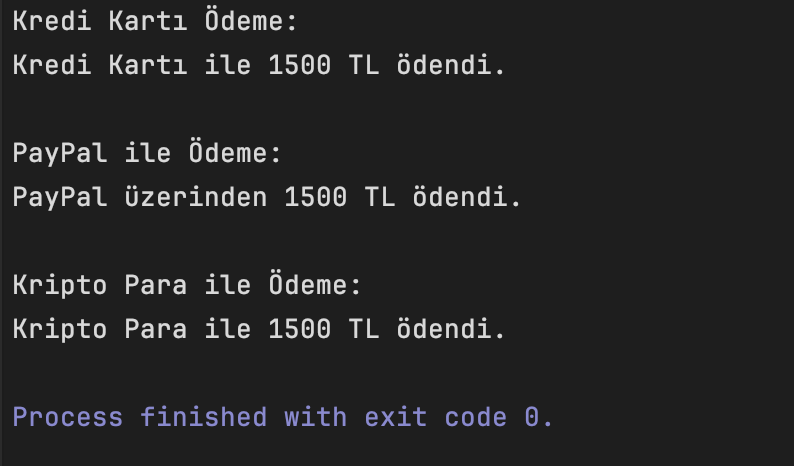 Kredi Kartı Ödeme:
Kredi Kartı ile 1500 TL ödendi.
PayPal ile Ödeme:
PayPal üzerinden 1500 TL ödendi.
Kripto Para ile Ödeme:
Kripto Para ile 1500 TL ödendi.
Process finished with exit code 0.